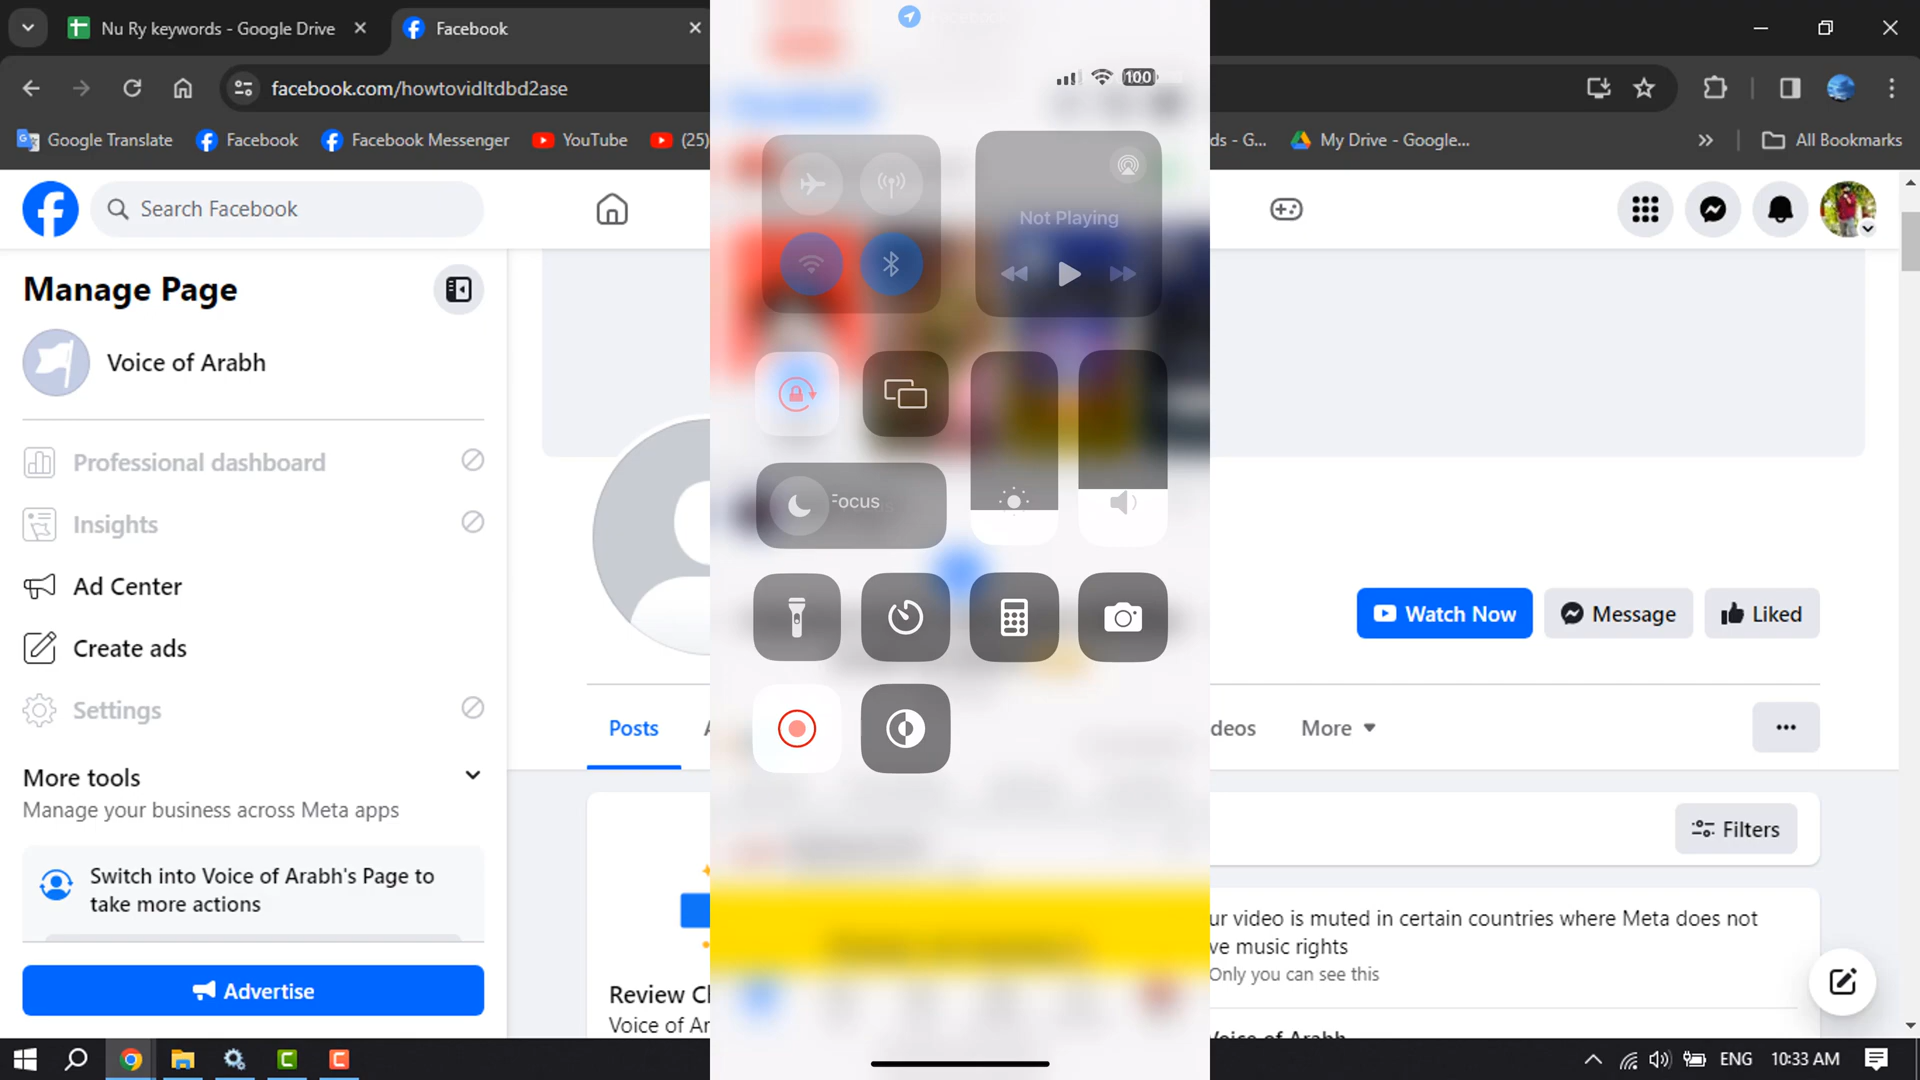 Nu Ry keywords - Google Drive
Facebook
facebook.com/howtovidltdbd2ase
Google Translate
Facebook
Facebook Messenger
YouTube
(25)
ds - G...
My Drive - Google...
All Bookmarks
100
Search Facebook
Manage Page
Voice of Arabh
Professional dashboard
Insights
Ad Center
Create ads
Settings
More tools
Manage your business across Meta apps
Switch into Voice of Arabh's Page to
take more actions
Advertise
Not Playing
Focus
Watch Now
Message
Liked
Posts
deos
More
Filters
ur video is muted in certain countries where Meta does not
ve music rights
Only you can see this
Review C
Voice of Ar
Voice of Arabh
ENG
10:33 AM